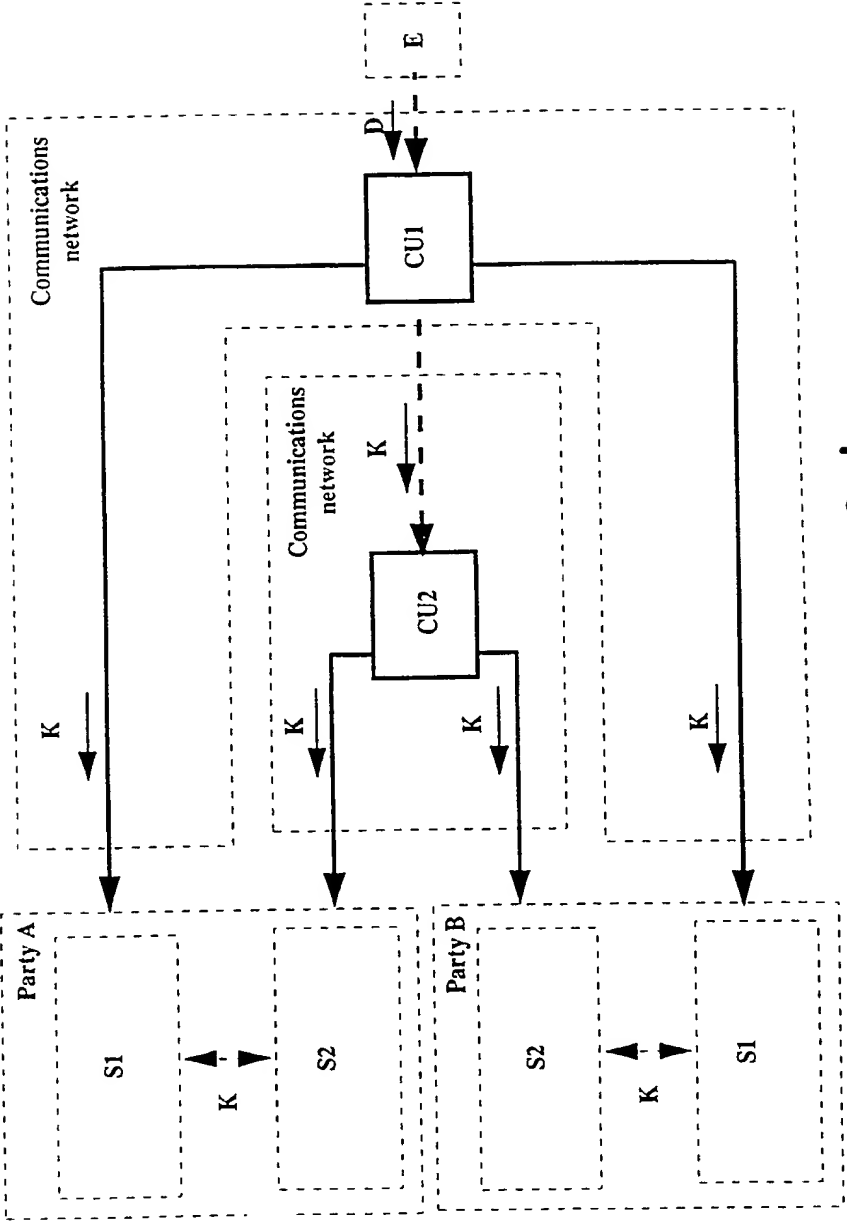 Party A
Communications
network
K
S1
K
K
S2
Communications
network
K
D
E
CU1
CU2
Party B
K
S2
K
K
S1